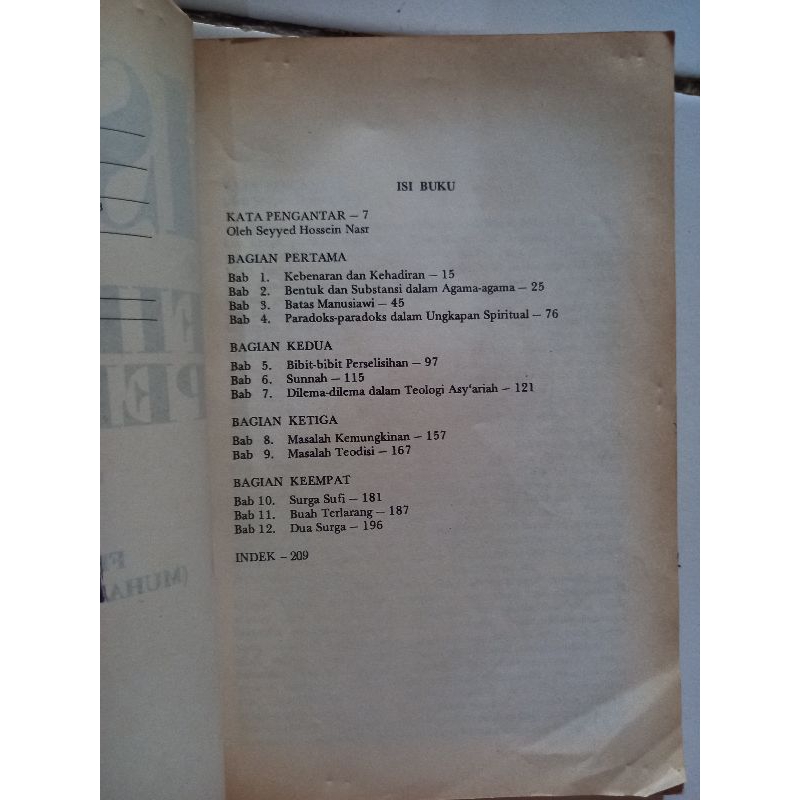 ISI BUKU
KATA PENGANTAR — 7
Oleh Seyyed Hossein Nasr
BAGIAN PERTAMA
Bab 1. Kebenaran dan Kehadiran — 15
Bab 2. Bentuk dan Substansi dalam Agama-agama — 25
Bab 3. Batas Manusiawi — 45
Bab 4. Paradoks-paradoks dalam Ungkapan Spiritual — 76
BAGIAN KEDUA
Bab 5. Bibit-bibit Perselisihan — 97
Bab 6. Sunnah — 115
Bab 7. Dilema-dilema dalam Teologi Asy'ariah — 121
BAGIAN KETIGA
Bab 8. Masalah Kemungkinan — 157
Bab 9. Masalah Teodisi — 167
BAGIAN KEEMPAT
Bab 10. Surga Sufi — 181
Bab 11. Buah Terlarang — 187
Bab 12. Dua Surga — 196
INDEK — 209